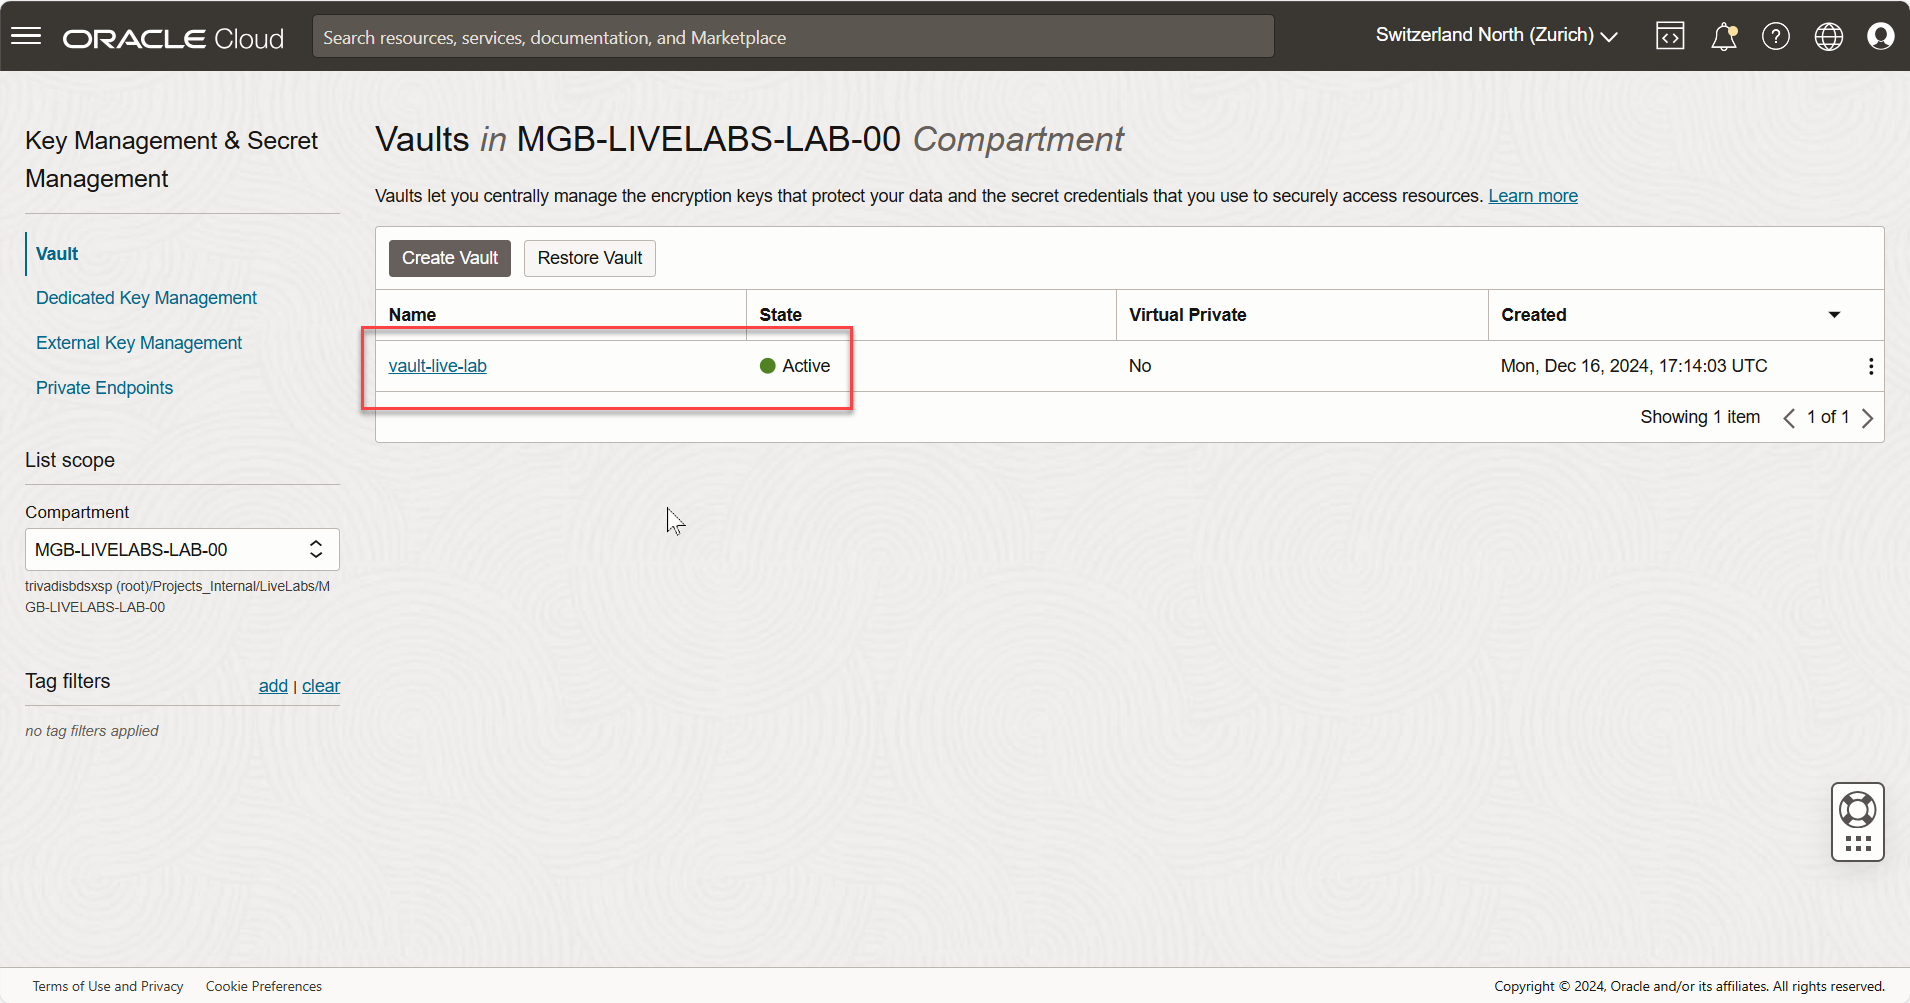 ORACLE Cloud
Search resources, services, documentation, and Marketplace
Switzerland North (Zurich)
Key Management & Secret
Management
Vault
Dedicated Key Management
External Key Management
Private Endpoints
List scope
Compartment
MGB-LIVELABS-LAB-00
trivadisbdsxsp (root)/Projects_Internal/LiveLabs/M
GB-LIVELABS-LAB-00
Tag filters
add | clear
no tag filters applied
Vaults in MGB-LIVELABS-LAB-00 Compartment
Vaults let you centrally manage the encryption keys that protect your data and the secret credentials that you use to securely access resources. Learn more
Create Vault Restore Vault
Name State Virtual Private Created
vault-live-lab Active No Mon, Dec 16, 2024, 17:14:03 UTC
Showing 1 item 1 of 1
Terms of Use and Privacy Cookie Preferences
Copyright © 2024, Oracle and/or its affiliates. All rights reserved.